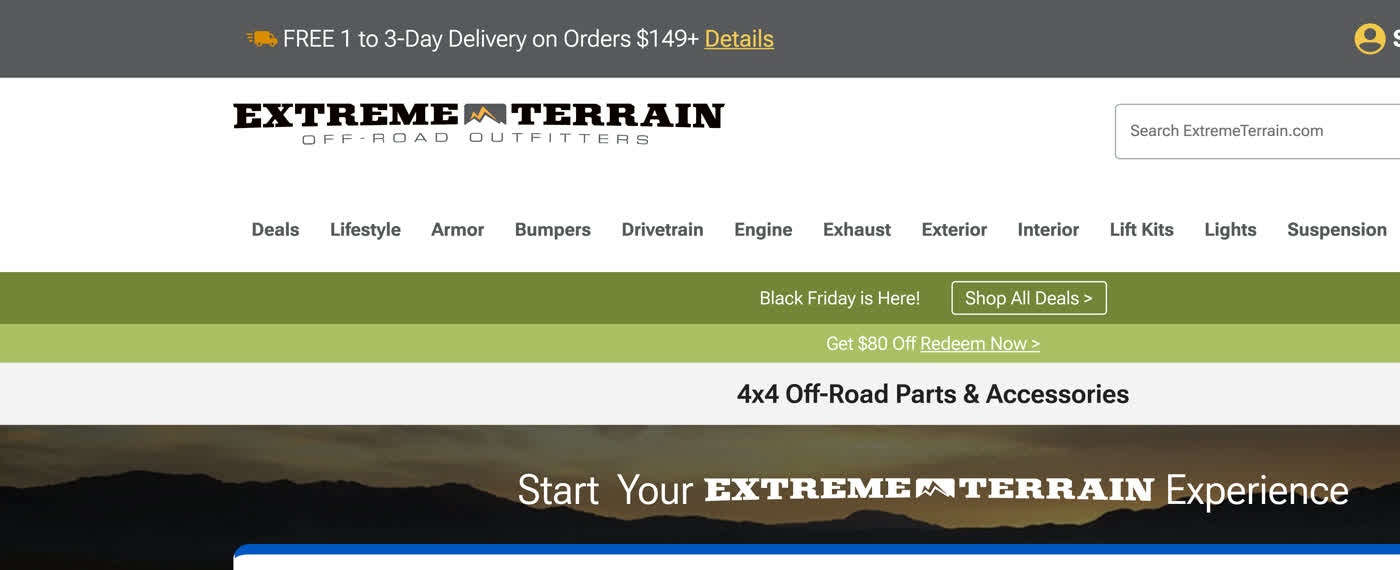 FREE 1 to 3-Day Delivery on Orders $149+ Details
EXTREME TERRAIN
OFF-ROAD OUTFITTERS
Search ExtremeTerrain.com
Deals Lifestyle Armor Bumpers Drivetrain Engine Exhaust Exterior Interior Lift Kits Lights Suspension
Black Friday is Here! Shop All Deals >
Get $80 Off Redeem Now >
4x4 Off-Road Parts & Accessories
Start Your EXTREME TERRAIN Experience